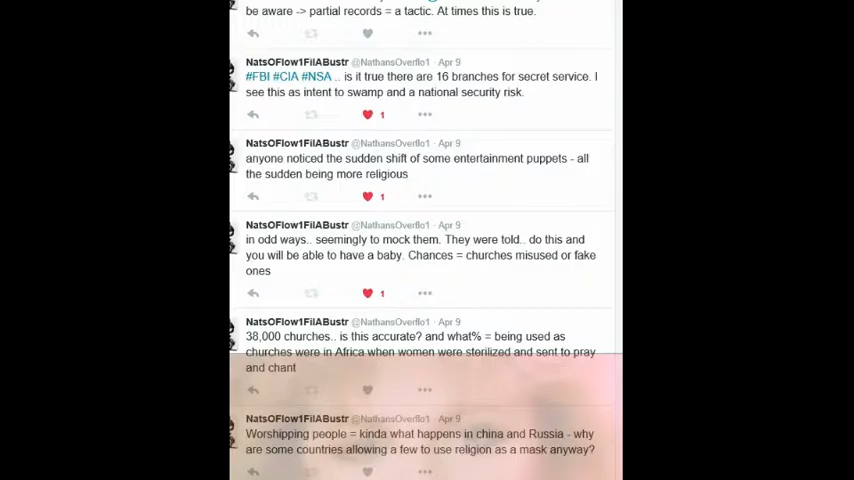 be aware -> partial records = a tactic. At times this is true.
NatsOFlow1FilABustr @NathansOverflo1 · Apr 9
#FBI #CIA #NSA .. is it true there are 16 branches for secret service. I
see this as intent to swamp and a national security risk.
1
NatsOFlow1FilABustr @NathansOverflo1 · Apr 9
anyone noticed the sudden shift of some entertainment puppets - all
the sudden being more religious
1
NatsOFlow1FilABustr @NathansOverflo1 · Apr 9
in odd ways.. seemingly to mock them. They were told.. do this and
you will be able to have a baby. Chances = churches misused or fake
ones
1
NatsOFlow1FilABustr @NathansOverflo1 · Apr 9
38,000 churches.. is this accurate? and what% = being used as
churches were in Africa when women were sterilized and sent to pray
and chant
NatsOFlow1FilABustr @NathansOverflo1 · Apr 9
Worshipping people = kinda what happens in china and Russia - why
are some countries allowing a few to use religion as a mask anyway?